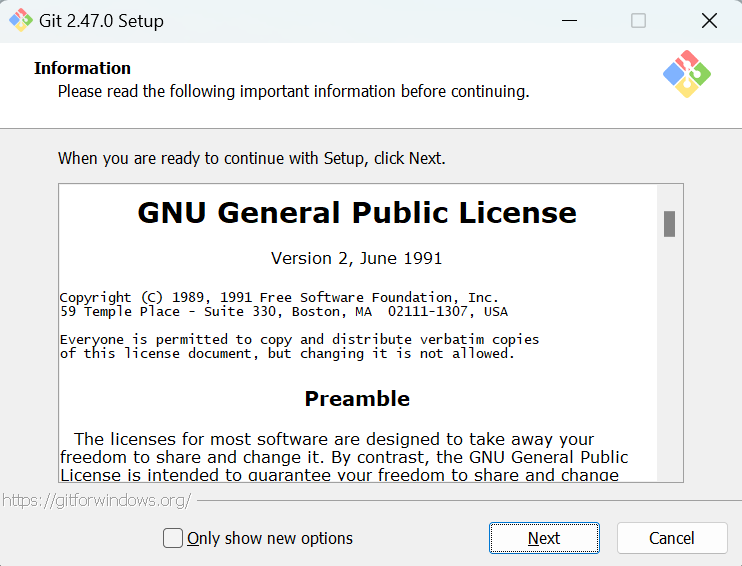 Git 2.47.0 Setup
Information
Please read the following important information before continuing.
When you are ready to continue with Setup, click Next.
GNU General Public License
Version 2, June 1991
Copyright (C) 1989, 1991 Free Software Foundation, Inc.
59 Temple Place - Suite 330, Boston, MA  02111-1307, USA
Everyone is permitted to copy and distribute verbatim copies
of this license document, but changing it is not allowed.
Preamble
The licenses for most software are designed to take away your
freedom to share and change it. By contrast, the GNU General Public
License is intended to guarantee your freedom to share and change
https://gitforwindows.org/
Only show new options
Next
Cancel